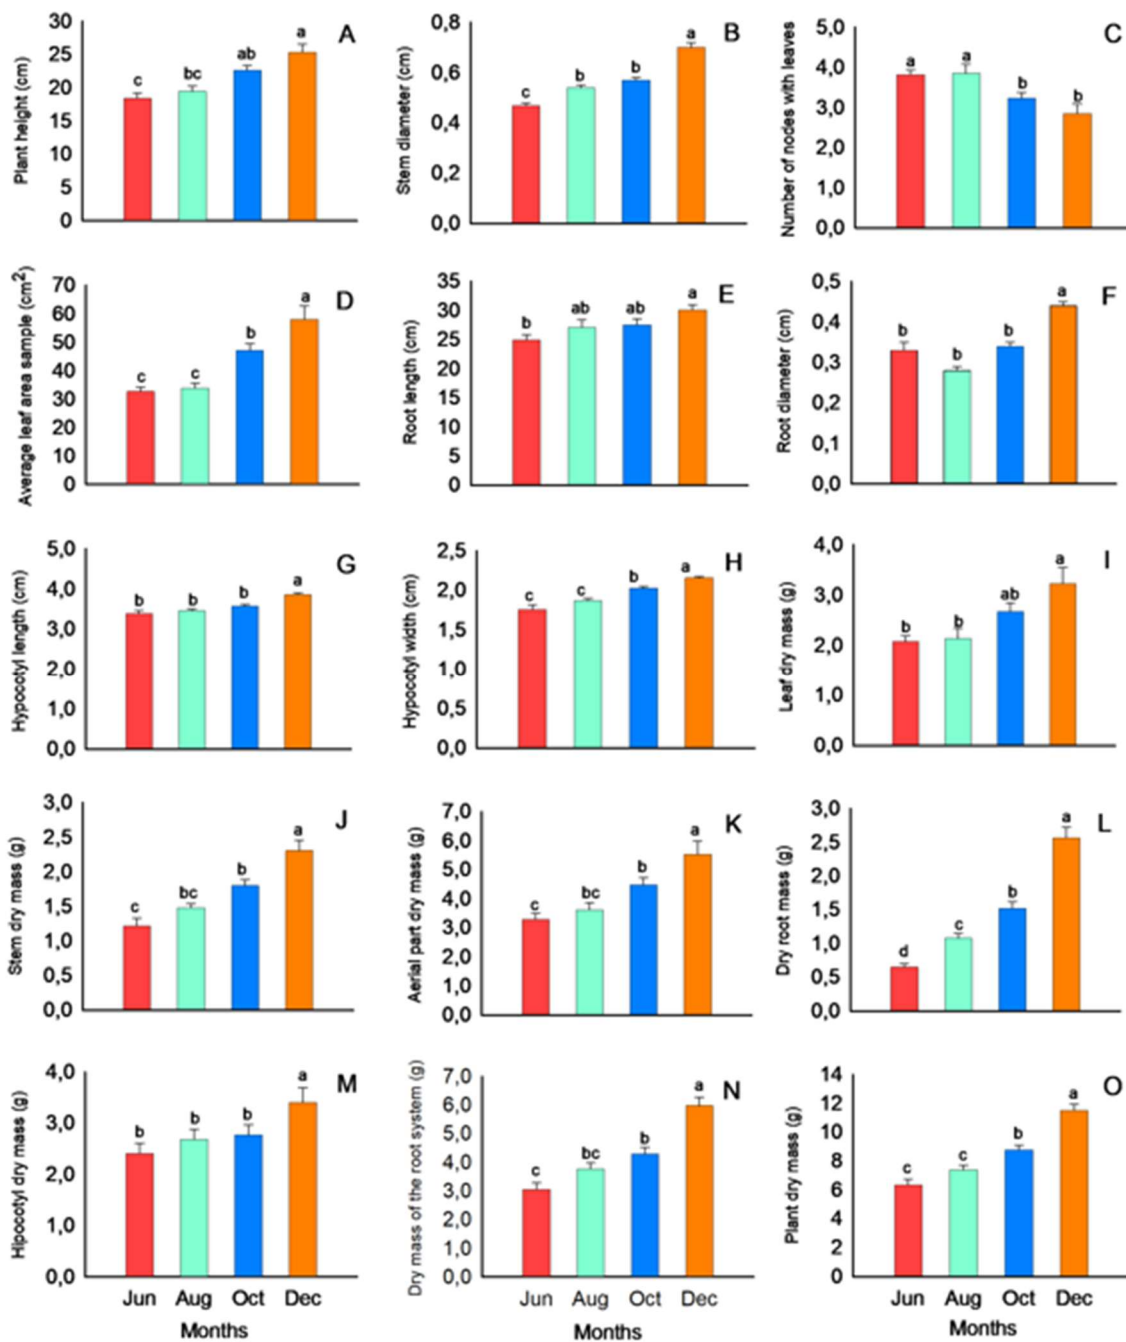 A
Plant height (cm)
30
25
20
15
10
5
0
c
bc
ab
a
B
Stem diameter (cm)
0,8
0,6
0,4
0,2
0,0
c
b
b
a
C
Number of nodes with leaves
5,0
4,0
3,0
5,0
1,0
0,0
a
a
b
b
D
Average leaf area sample (cm²)
70
60
50
40
30
20
10
0
c
c
b
a
E
Root length (cm)
35
30
25
20
15
10
5
0
b
ab
ab
a
F
Root diameter (cm)
0,5
0,4
0,3
0,2
0,1
0,0
b
b
b
a
G
Hypocotyl length (cm)
5,0
4,0
3,0
2,0
1,0
0,0
b
b
b
a
H
Hypocotyl width (cm)
2,5
2,0
1,5
1,0
0,5
0,0
c
c
b
a
I
Leaf dry mass (g)
4,0
3,0
2,0
1,0
0,0
b
b
ab
a
J
Stem dry mass (g)
3,0
2,5
2,0
1,5
1,0
0,5
0,0
c
bc
b
a
K
Aerial part dry mass (g)
7,0
6,0
5,0
4,0
3,0
2,0
1,0
0,0
c
bc
b
a
L
Dry root mass (g)
3,0
2,5
2,0
1,5
1,0
0,5
0,0
d
c
b
a
M
Hipocotyl dry mass (g)
4,0
3,0
2,0
1,0
0,0
b
b
b
a
Jun Aug Oct Dec
Months
N
Dry mass of the root system (g)
7,0
6,0
5,0
4,0
3,0
2,0
1,0
0,0
c
bc
b
a
Jun Aug Oct Dec
Months
O
Plant dry mass (g)
14
12
10
8
6
4
2
0
c
c
b
a
Jun Aug Oct Dec
Months